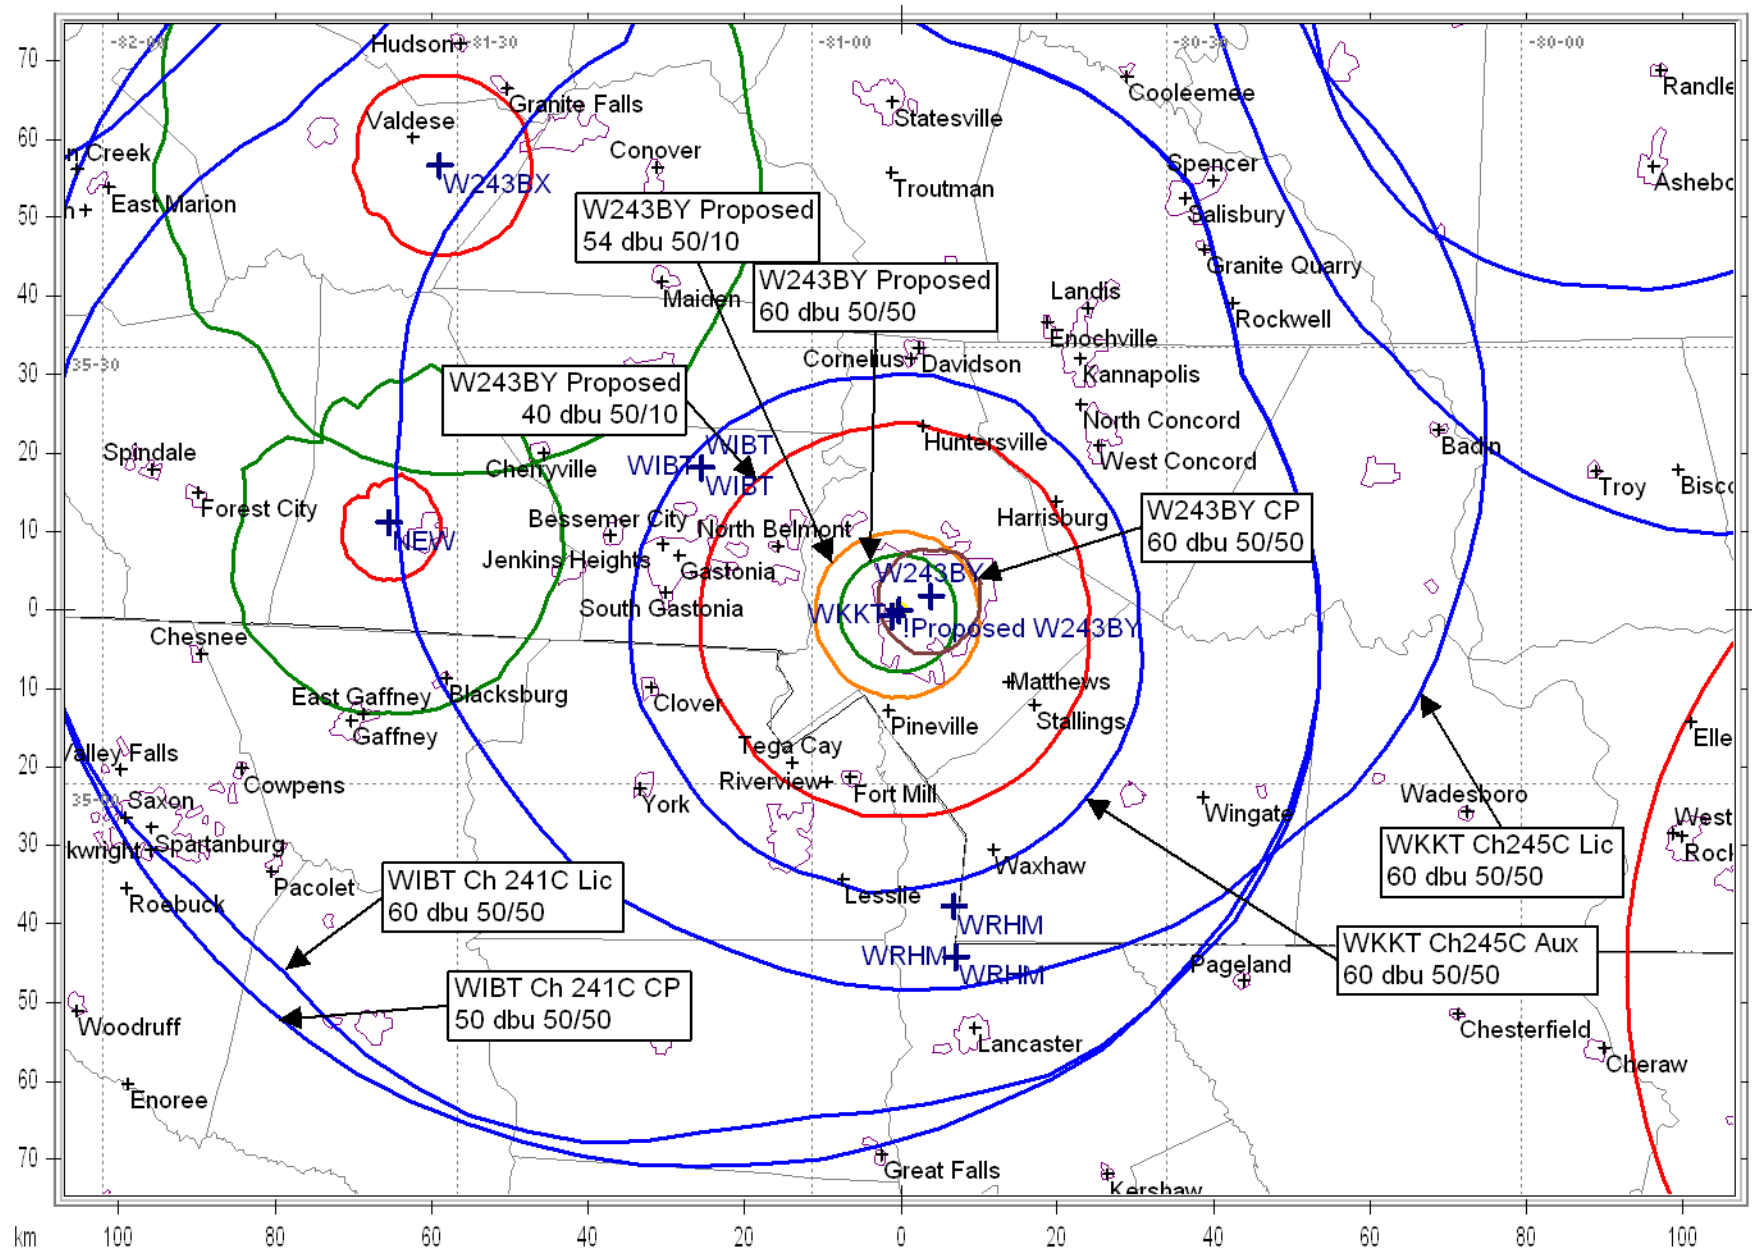 -82-00
Hudson
-81-30
-81-00
-80-30
-80-00
70
Cooleemee
Randle
Granite Falls
Valdese
Statesville
60
n Creek
Conover
Spencer
W243BX
Troutman
Ashebo
East Marion
50
W243BY Proposed
54 dbu 50/10
Salisbury
Granite Quarry
W243BY Proposed
60 dbu 50/50
40
Maiden
Landis
Rockwell
Enochville
35-30
Cornelius
Davidson
Kannapolis
30
W243BY Proposed
40 dbu 50/10
North Concord
Huntersville
Badin
20
Spindale
Cherryville
WIBT
WIBT
WIBT
West Concord
Troy
Bisco
Forest City
Bessemer City
North Belmont
Harrisburg
W243BY CP
60 dbu 50/50
10
NEW
Jenkins Heights
Gastonia
W243BY
0
South Gastonia
WKKT
!Proposed W243BY
Chesnee
East Gaffney
Blacksburg
Clover
Matthews
Pineville
Stallings
10
Gaffney
Tega Cay
Elle
Valley Falls
Cowpens
Riverview
Fort Mill
20
35-00
Saxon
York
Wingate
Wadesboro
West
Spartanburg
kwright
WKKT Ch245C Lic
60 dbu 50/50
Rock
30
Pacolet
WIBT Ch 241C Lic
60 dbu 50/50
Waxhaw
Roebuck
Lesslie
40
WRHM
WKKT Ch245C Aux
60 dbu 50/50
WRHM
WRHM
Pageland
WIBT Ch 241C CP
50 dbu 50/50
50
Woodruff
Chesterfield
Lancaster
Cheraw
60
Enoree
70
Great Falls
Kershaw
km
100
80
60
40
20
0
20
40
60
80
100